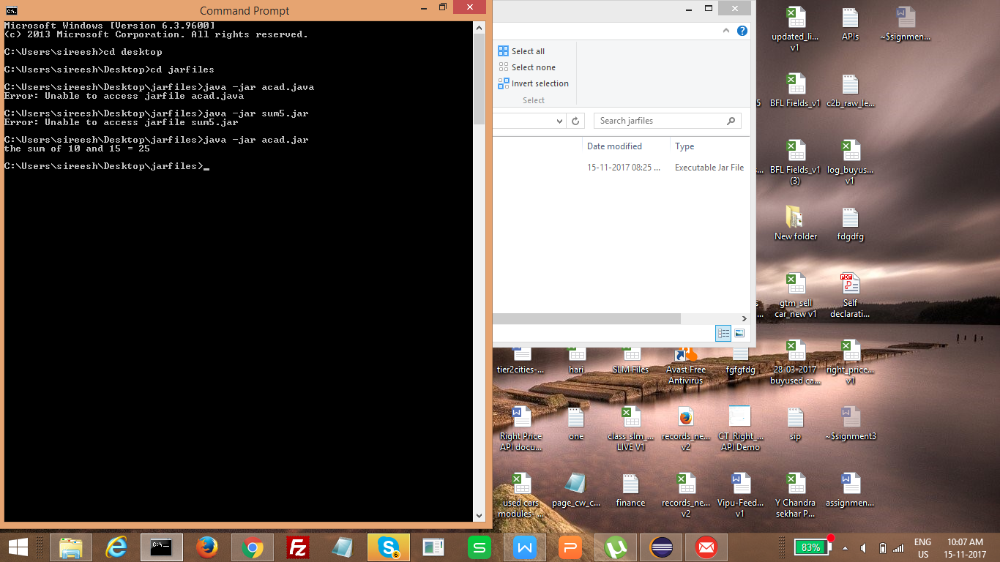 Command Prompt
Microsoft Windows [Version 6.3.9600]
(c) 2013 Microsoft Corporation. All rights reserved.
C:\Users\sireesh>cd desktop
C:\Users\sireesh\Desktop>cd jarfiles
C:\Users\sireesh\Desktop\jarfiles>java -jar acad.java
Error: Unable to access jarfile acad.java
C:\Users\sireesh\Desktop\jarfiles>java -jar sum5.jar
Error: Unable to access jarfile sum5.jar
C:\Users\sireesh\Desktop\jarfiles>java -jar acad.jar
the sum of 10 and 15 = 25
C:\Users\sireesh\Desktop\jarfiles>_
Select all
Select none
Invert selection
Select
Search jarfiles
Date modified Type
15-11-2017 08:25 ... Executable Jar File
updated_li... v1
APIs
~$signmen...
5
BFL Fields_v1
c2b_raw_le...
BFL Fields_v1 (3)
log_buyus... v1
New folder
fdgdfg
gtm_sell car_new v1
Self declarati...
tier2cities-...
hari
SLM Files
Avast Free Antivirus
fgfgfdg
28-03-2017 buyused ca...
right_price... v1
Right Price API docu...
one
class_slm_... LIVE V1
records_ne... v2
CT_Right_... API Demo
sip
~$signment3
used cars modules-...
page_cw_c...
finance
records_ne... v2
Vipu-Feed... v1
Y Chandra sekhar P...
assignmen...
6
83%
ENG
US
10:07 AM
15-11-2017